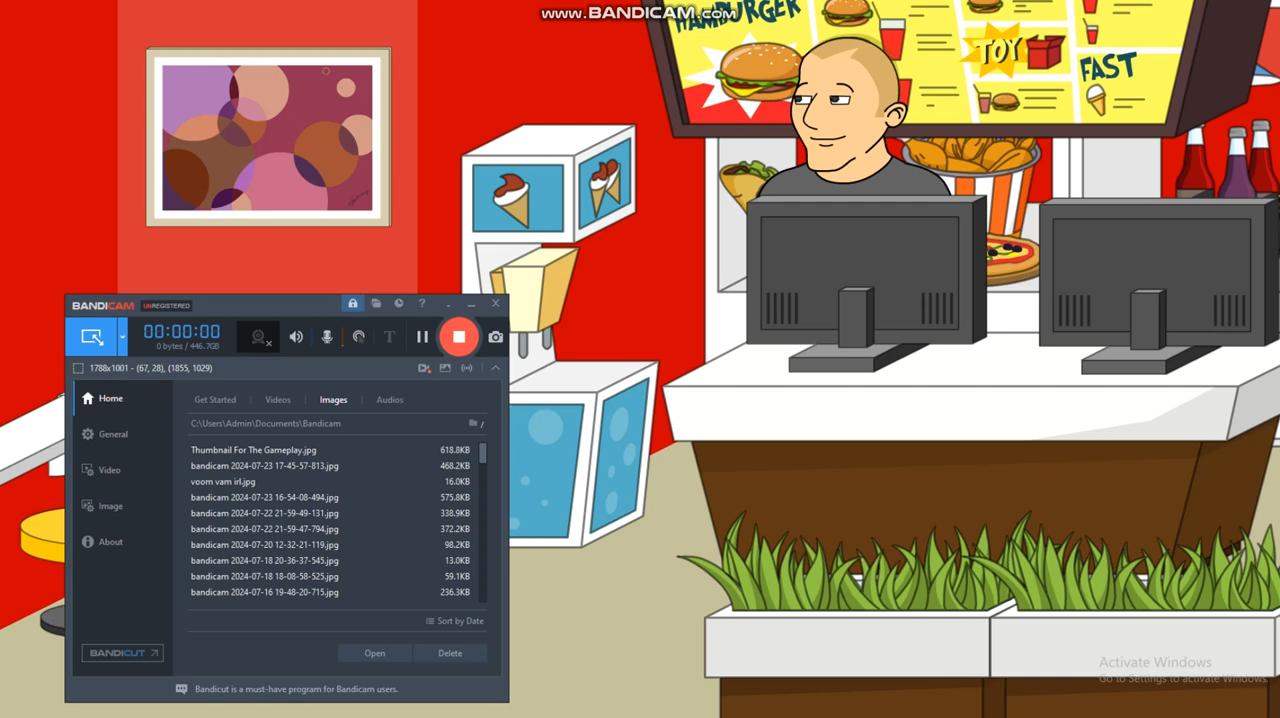 www.BANDICAM.com
HAMBURGER
TOY
FAST
BANDICAM UNREGISTERED
00:00:00
0 bytes / 446.7GB
1788x1001 - (67, 28), (1855, 1029)
Home
General
Video
Image
About
Get Started Videos Images Audios
C:\Users\Admin\Documents\Bandicam
Thumbnail For The Gameplay.jpg 618.8KB
bandicam 2024-07-23 17-45-57-813.jpg 468.2KB
voom vam irl.jpg 16.0KB
bandicam 2024-07-23 16-54-08-494.jpg 575.8KB
bandicam 2024-07-22 21-59-49-131.jpg 338.9KB
bandicam 2024-07-22 21-59-47-794.jpg 372.2KB
bandicam 2024-07-20 12-32-21-119.jpg 98.2KB
bandicam 2024-07-18 20-36-37-545.jpg 13.0KB
bandicam 2024-07-18 18-08-58-525.jpg 59.1KB
bandicam 2024-07-16 19-48-20-715.jpg 236.3KB
Sort by Date
BANDICUT
Open Delete
Bandicut is a must-have program for Bandicam users.
Activate Windows
Go to Settings to activate Windows.